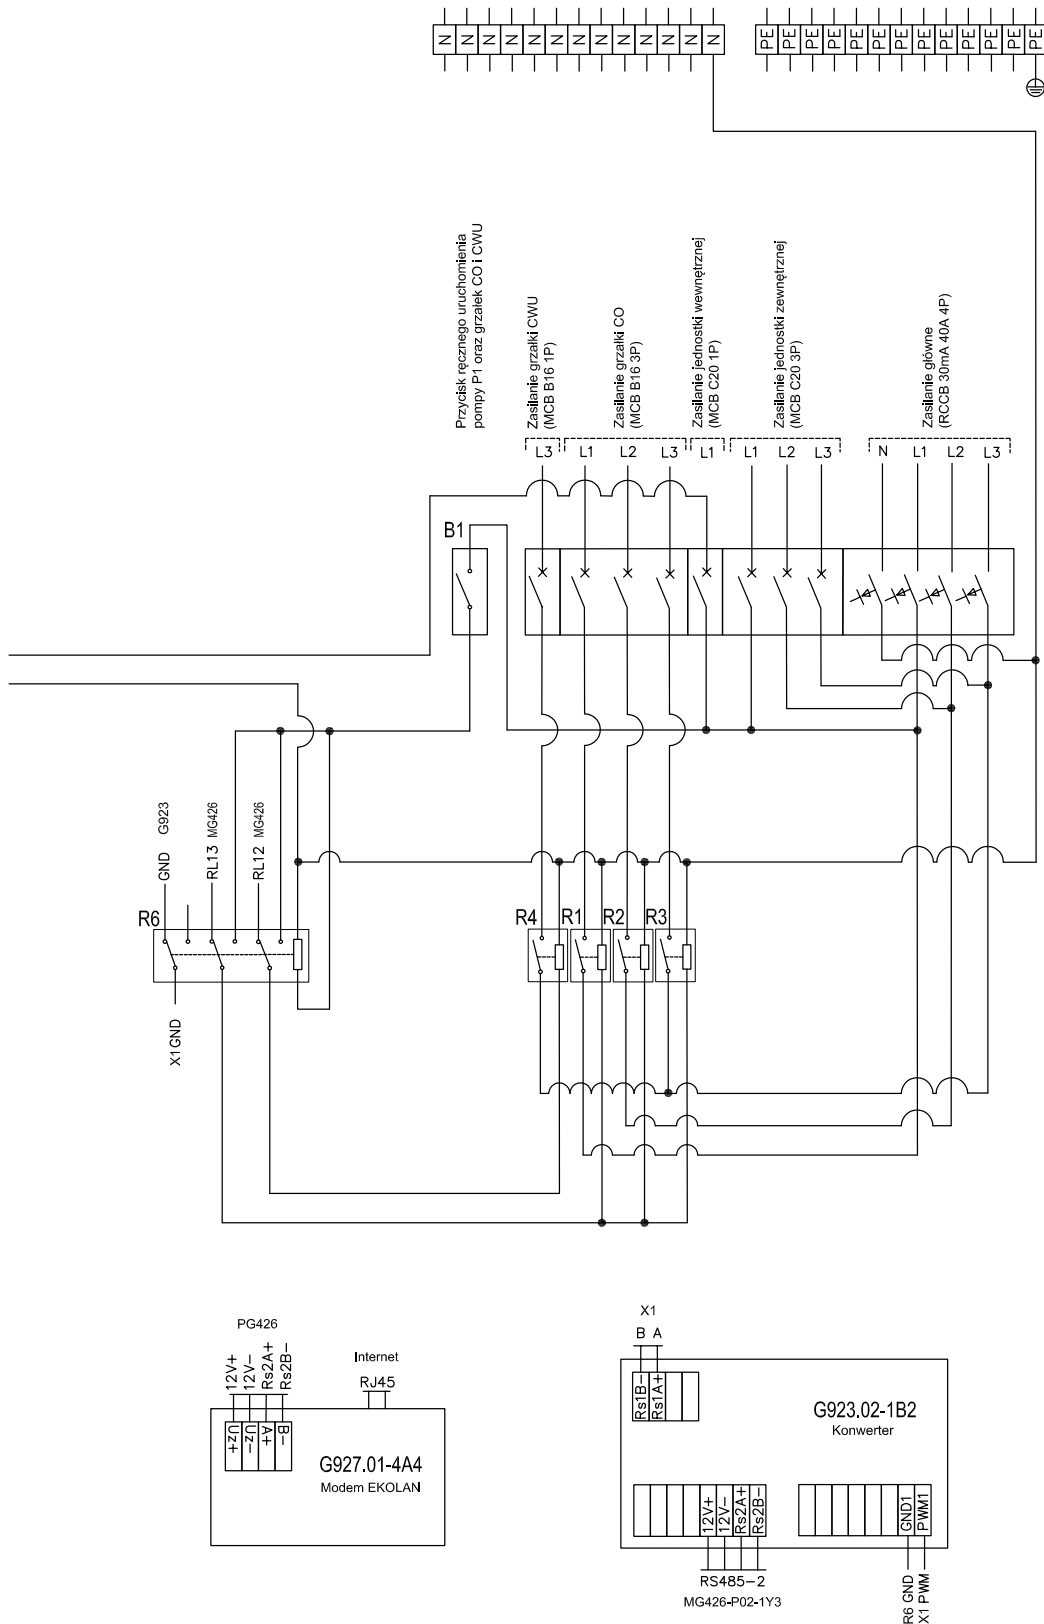 N N N N N N N N N N N N N
PE PE PE PE PE PE PE PE PE PE PE PE PE
Przycisk ręcznego uruchomienia
pompy P1 oraz grzałek CO i CWU
Zasilanie grzałki CWU
(MCB B16 1P)
Zasilanie grzałki CO
(MCB B16 3P)
Zasilanie jednostki wewnętrznej
(MCB C20 1P)
Zasilanie jednostki zewnętrznej
(MCB C20 3P)
Zasilanie główne
(RCCB 30mA 40A 4P)
L3 L1 L2 L3 L1 L1 L2 L3 N L1 L2 L3
B1
GND G923
RL13 MG426
RL12 MG426
R6
R4 R1 R2 R3
X1GND
PG426
12V+
12V-
Rs2A+
Rs2B-
Internet
RJ45
Uz+
Uz-
A+
B-
G927.01-4A4
Modem EKOLAN
X1
B A
Rs1B-
Rs1A+
G923.02-1B2
Konwerter
12V+
12V-
Rs2A+
Rs2B-
GND1
PWM1
RS485-2
MG426-P02-1Y3
R6 GND
X1 PWM